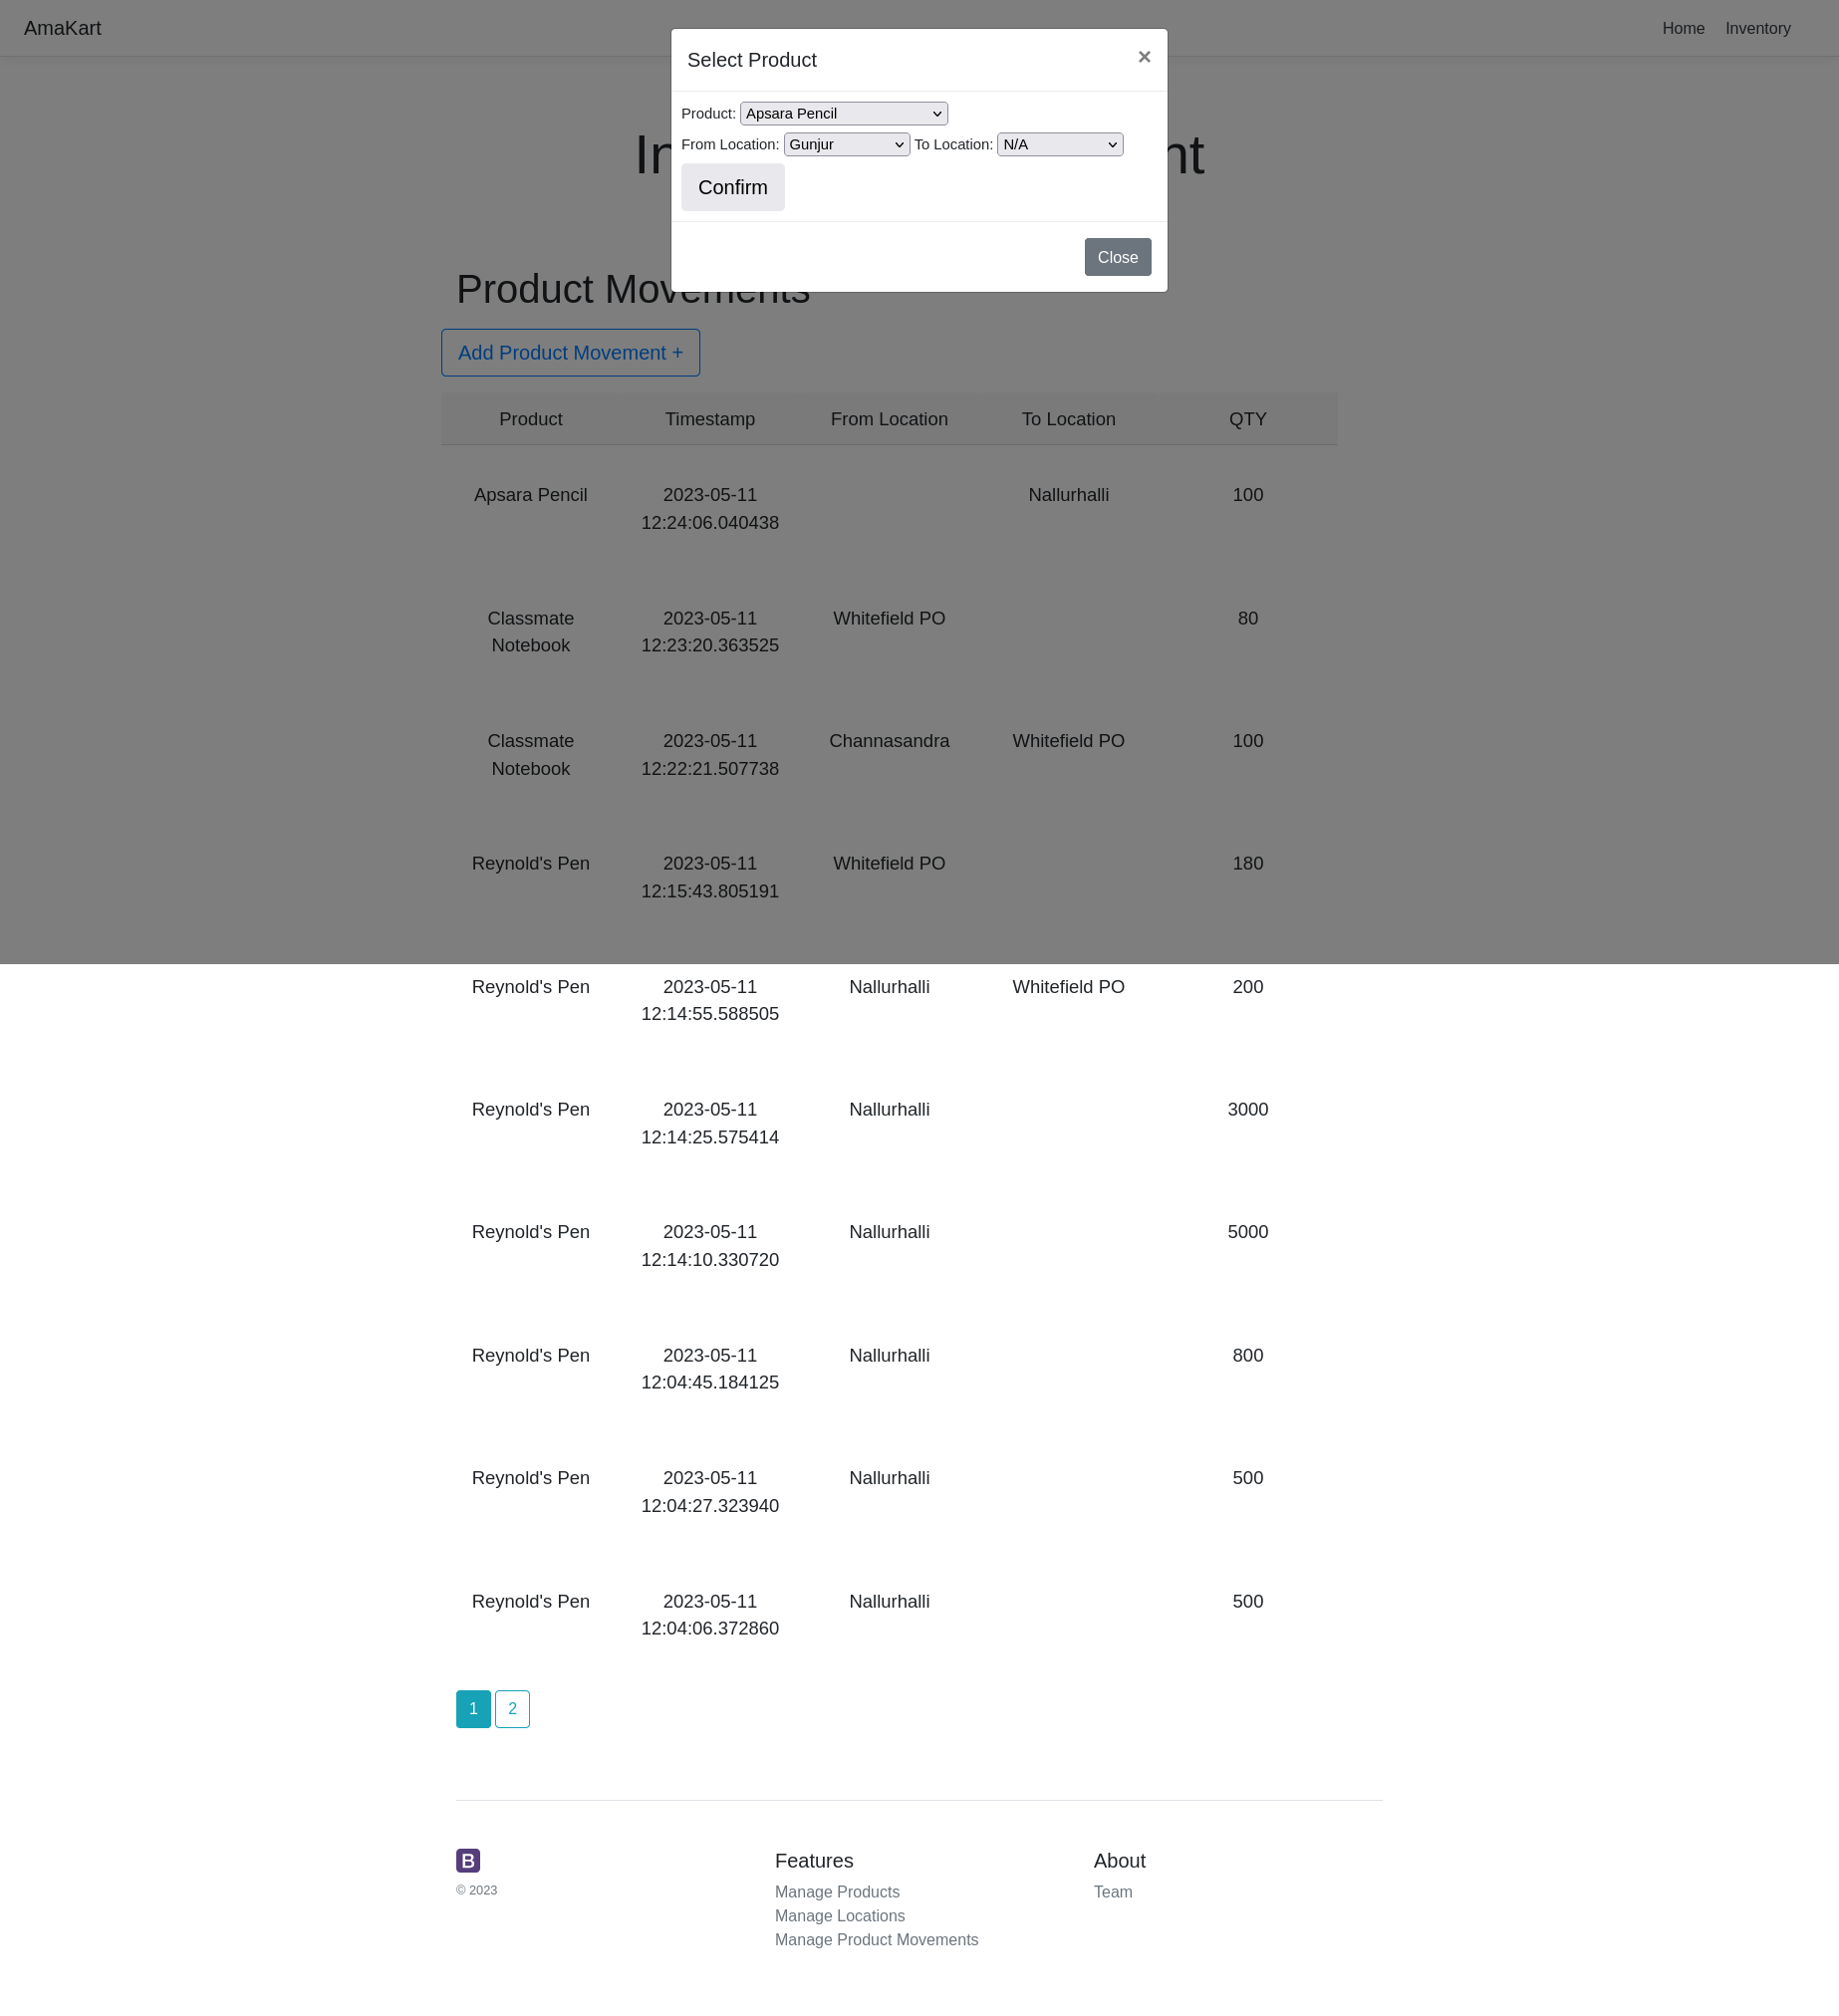 AmaKart
Home Inventory
Select Product ×
Product: Apsara Pencil
From Location: Gunjur To Location: N/A
Confirm
Close
Product Movements
Add Product Movement +
Product Timestamp From Location To Location QTY
Apsara Pencil 2023-05-11 Nallurhalli 100
12:24:06.040438
Classmate 2023-05-11 Whitefield PO 80
Notebook 12:23:20.363525
Classmate 2023-05-11 Channasandra Whitefield PO 100
Notebook 12:22:21.507738
Reynold's Pen 2023-05-11 Whitefield PO 180
12:15:43.805191
Reynold's Pen 2023-05-11 Nallurhalli Whitefield PO 200
12:14:55.588505
Reynold's Pen 2023-05-11 Nallurhalli 3000
12:14:25.575414
Reynold's Pen 2023-05-11 Nallurhalli 5000
12:14:10.330720
Reynold's Pen 2023-05-11 Nallurhalli 800
12:04:45.184125
Reynold's Pen 2023-05-11 Nallurhalli 500
12:04:27.323940
Reynold's Pen 2023-05-11 Nallurhalli 500
12:04:06.372860
1 2
B
© 2023
Features
Manage Products
Manage Locations
Manage Product Movements
About
Team